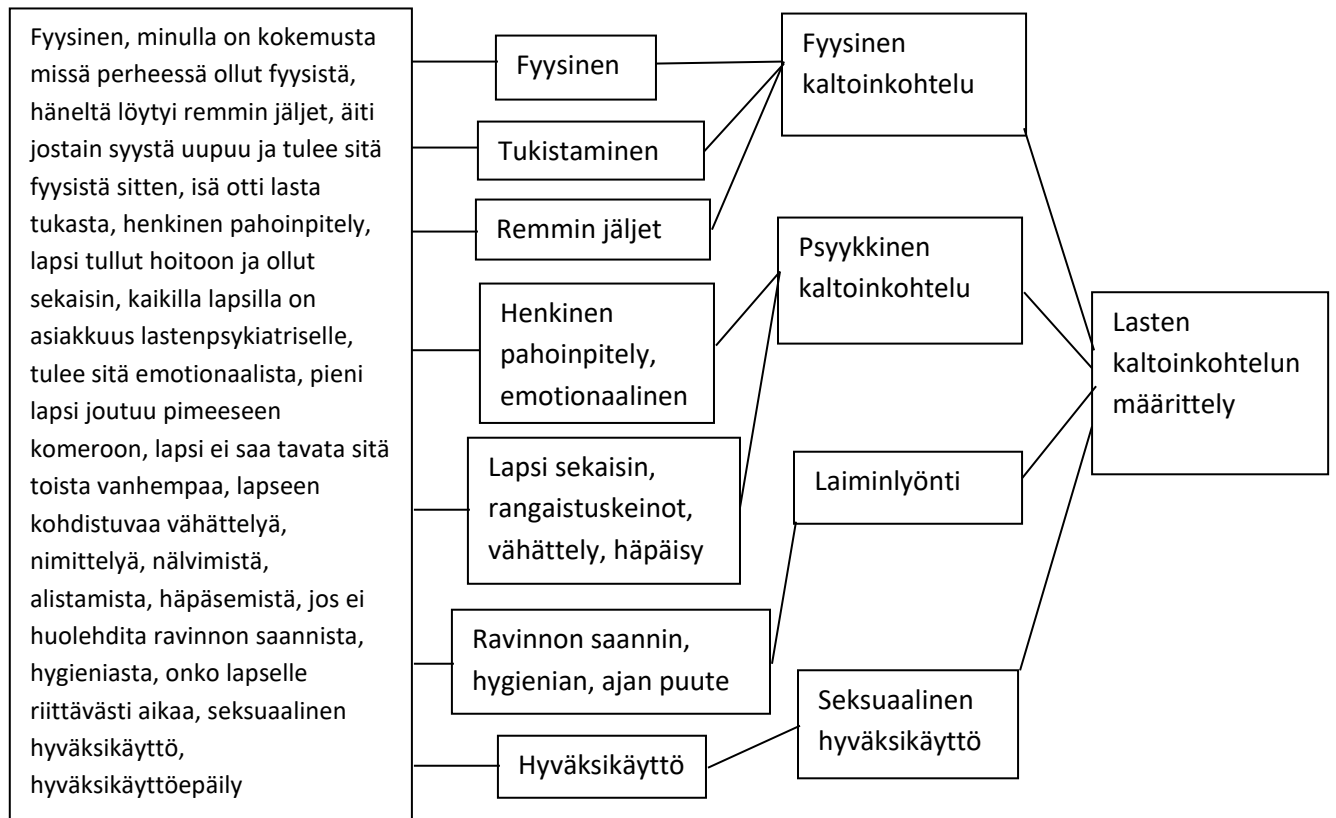 Fyysinen, minulla on kokemusta
missä perheessä ollut fyysistä,
häneltä löytyi remmin jäljet, äiti
jostain syystä uupuu ja tulee sitä
fyysistä sitten, isä otti lasta
tukasta, henkinen pahoinpitely,
lapsi tullut hoitoon ja ollut
sekaisin, kaikilla lapsilla on
asiakkuus lastenpsykiatriselle,
tulee sitä emotionaalista, pieni
lapsi joutuu pimeeseen
komeroon, lapsi ei saa tavata sitä
toista vanhempaa, lapseen
kohdistuvaa vähättelyä,
nimittelyä, nälvimistä,
alistamista, häpäsemistä, jos ei
huolehdita ravinnon saannista,
hygieniasta, onko lapselle
riittävästi aikaa, seksuaalinen
hyväksikäyttö,
hyväksikäyttöepäily
Fyysinen
Tukistaminen
Remmin jäljet
Henkinen
pahoinpitely,
emotionaalinen
Lapsi sekaisin,
rangaistuskeinot,
vähättely, häpäisy
Ravinnon saannin,
hygienian, ajan puute
Hyväksikäyttö
Fyysinen
kaltoinkohtelu
Psyykkinen
kaltoinkohtelu
Laiminlyönti
Seksuaalinen
hyväksikäyttö
Lasten
kaltoinkohtelun
määrittely